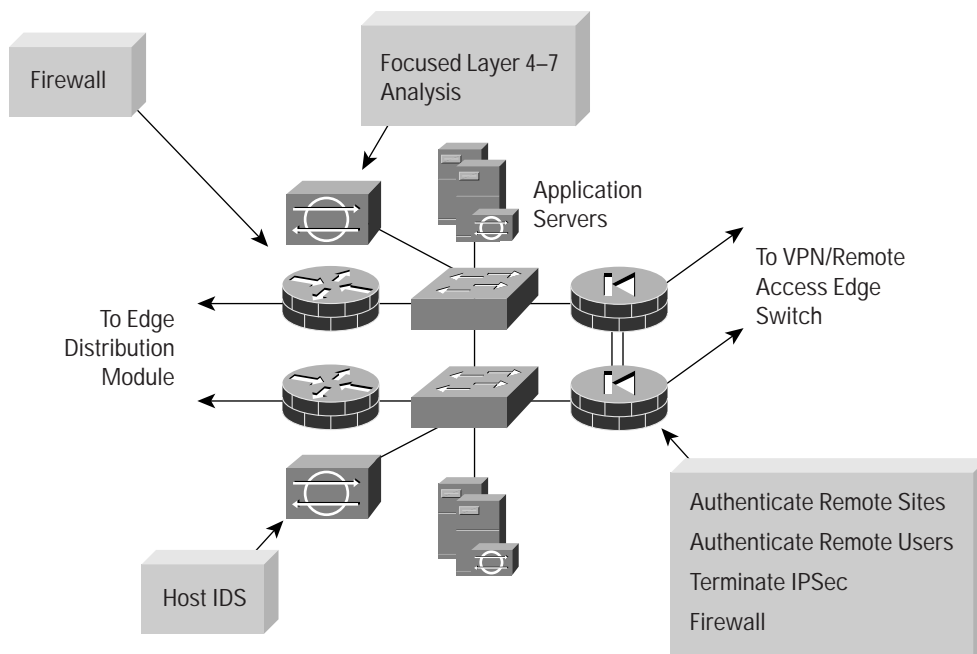 Firewall
Focused Layer 4–7
Analysis
Application
Servers
To VPN/Remote
Access Edge
Switch
To Edge
Distribution
Module
Authenticate Remote Sites
Authenticate Remote Users
Terminate IPSec
Firewall
Host IDS